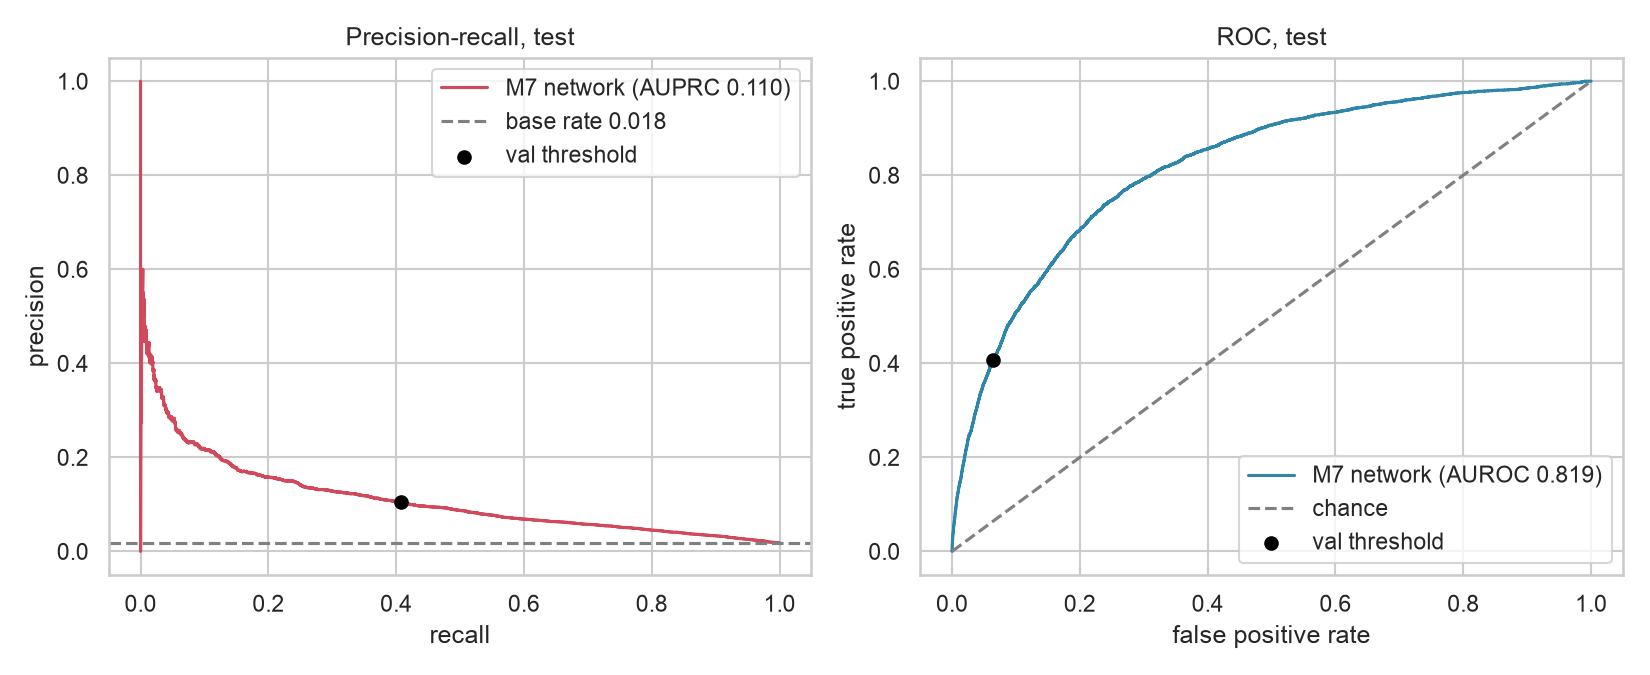 Precision-recall, test
1.0
0.8
0.6
0.4
0.2
0.0
precision
0.0
0.2
0.4
0.6
0.8
1.0
recall
M7 network (AUPRC 0.110)
base rate 0.018
val threshold
ROC, test
1.0
0.8
0.6
0.4
0.2
0.0
true positive rate
0.0
0.2
0.4
0.6
0.8
1.0
false positive rate
M7 network (AUROC 0.819)
chance
val threshold